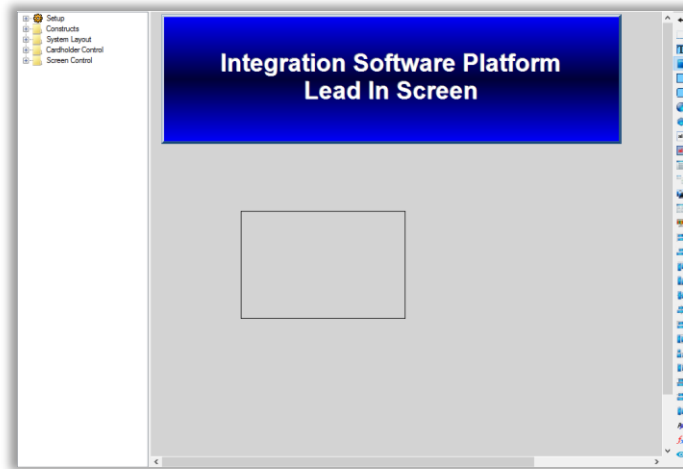 Setup
Constructs
System Layout
Cardholder Control
Screen Control
Integration Software Platform
Lead In Screen